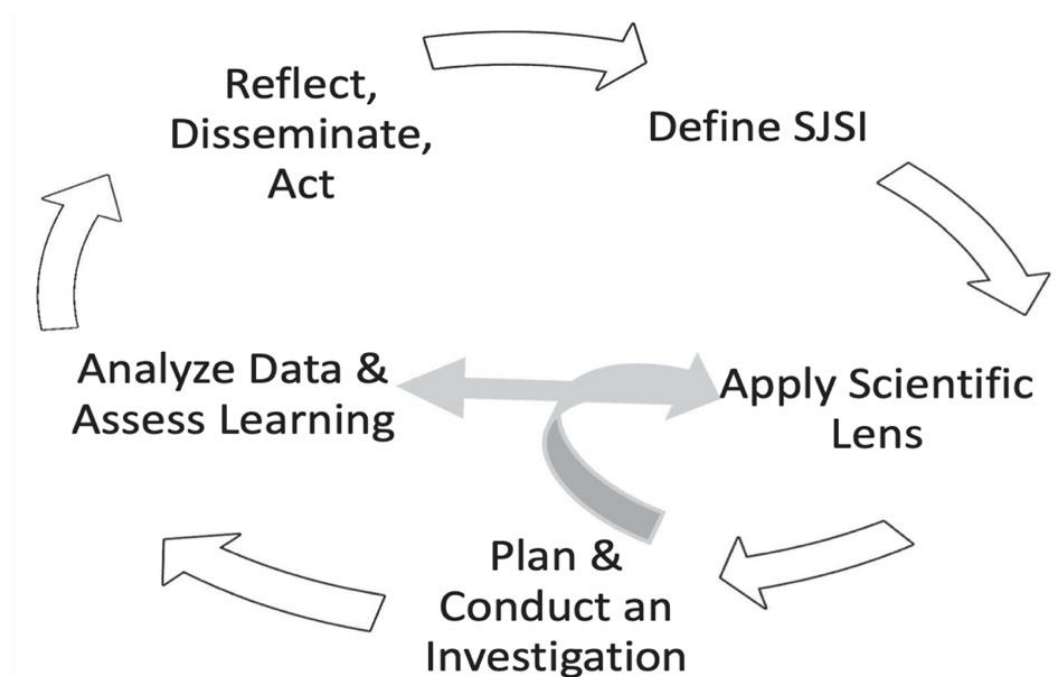 Reflect,
Disseminate,
Act
Define SJSI
Apply Scientific
Lens
Plan &
Conduct an
Investigation
Analyze Data &
Assess Learning